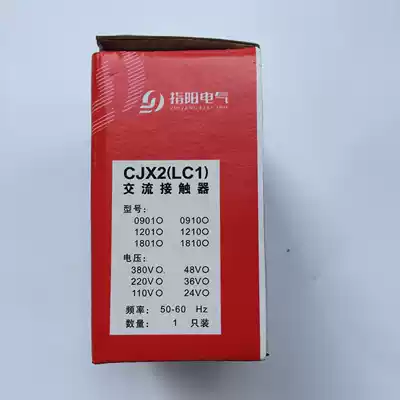 指阳电气
CJX2(LC1)
交流接触器
型号:
0901○ 0910○
1201○ 1210○
1801○ 1810○
电压:
380V○ 48V○
220V○ 36V○
110V○ 24V○
频率: 50-60 Hz
数量: 1 只装